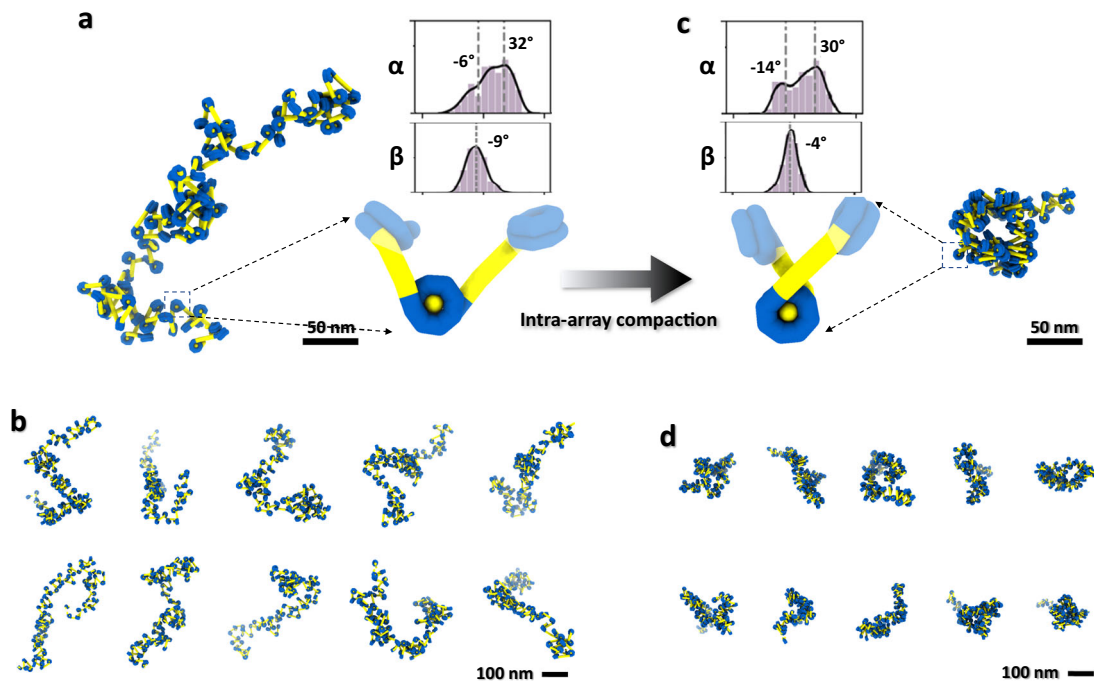 a
α
-6°
32°
β
-9°
50 nm
Intra-array compaction
c
α
-14°
30°
β
-4°
50 nm
b
100 nm
d
100 nm